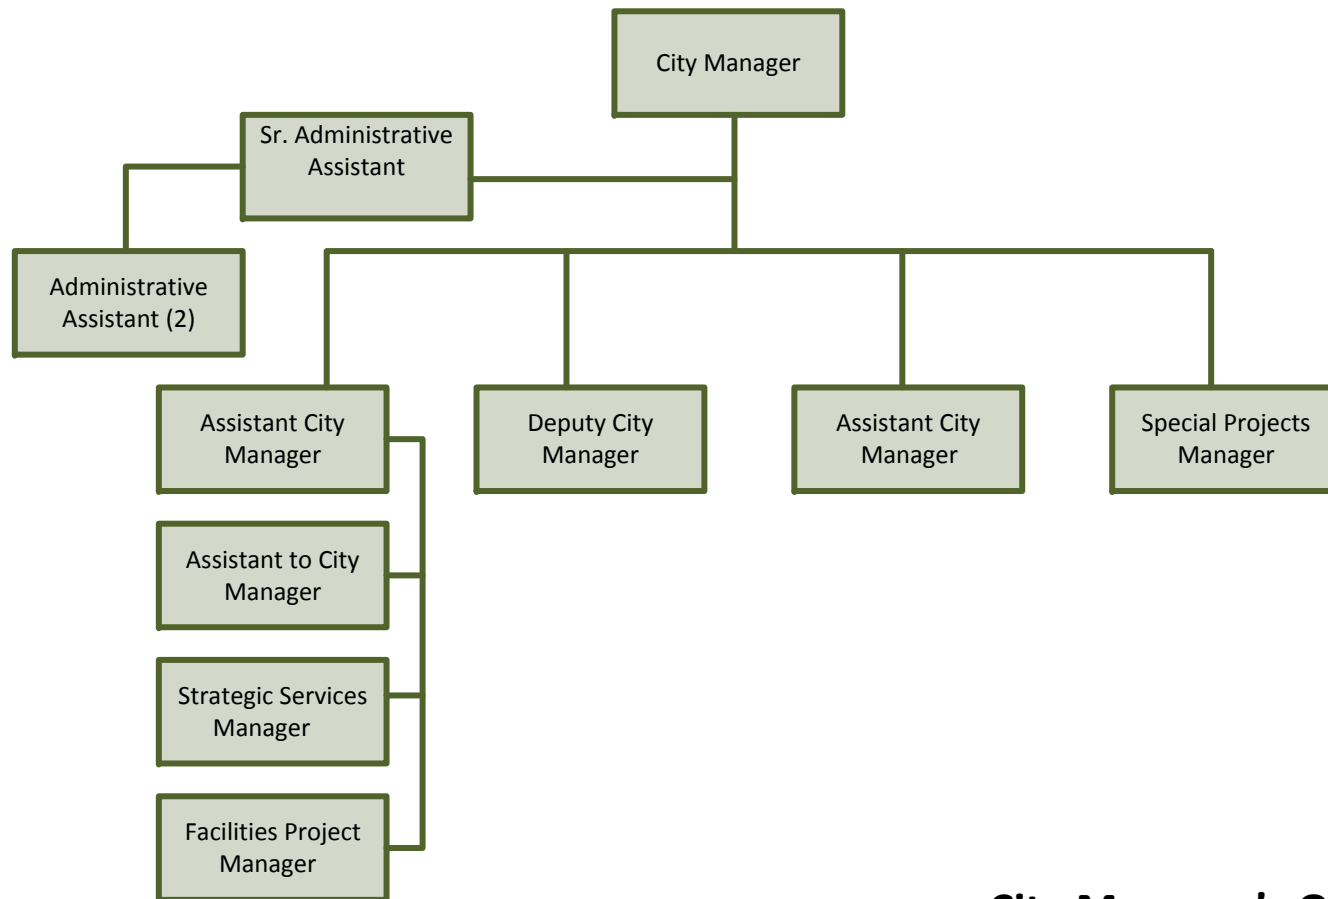 City Manager
Sr. Administrative
Assistant
Administrative
Assistant (2)
Assistant City
Manager
Deputy City
Manager
Assistant City
Manager
Special Projects
Manager
Assistant to City
Manager
Strategic Services
Manager
Facilities Project
Manager